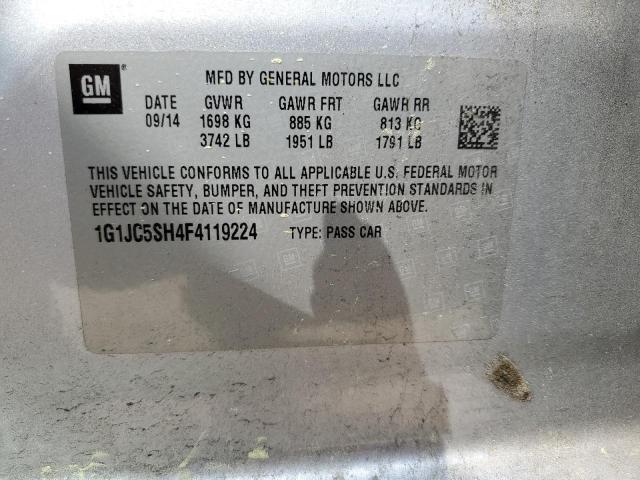 GM
MFD BY GENERAL MOTORS LLC
DATE GVWR GAWR FRT GAWR RR
09/14 1698 KG 885 KG 813 KG
3742 LB 1951 LB 1791 LB
THIS VEHICLE CONFORMS TO ALL APPLICABLE U.S. FEDERAL MOTOR
VEHICLE SAFETY, BUMPER, AND THEFT PREVENTION STANDARDS IN
EFFECT ON THE DATE OF MANUFACTURE SHOWN ABOVE.
1G1JC5SH4F4119224 TYPE: PASS CAR